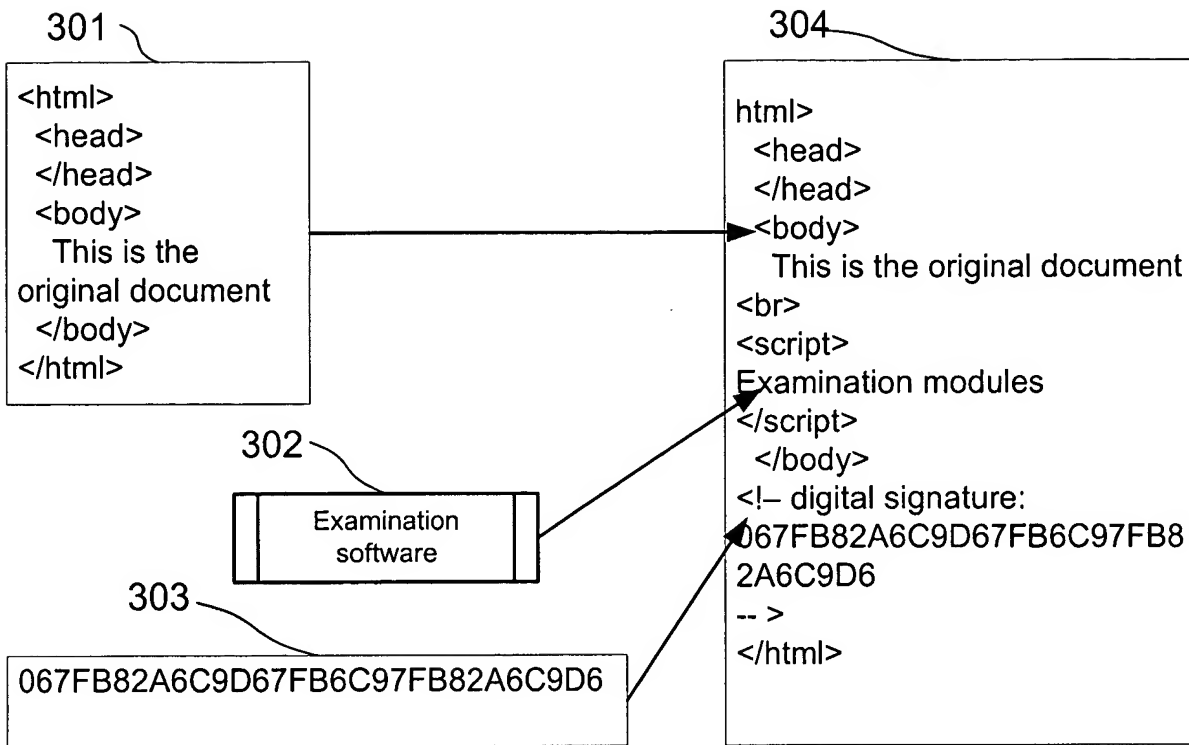 301
<html>
<head>
</head>
<body>
This is the
original document
</body>
</html>
302
Examination
software
303
067FB82A6C9D67FB6C97FB82A6C9D6
304
html>
<head>
</head>
<body>
This is the original document
<br>
<script>
Examination modules
</script>
</body>
<!– digital signature:
067FB82A6C9D67FB6C97FB8
2A6C9D6
-- >
</html>